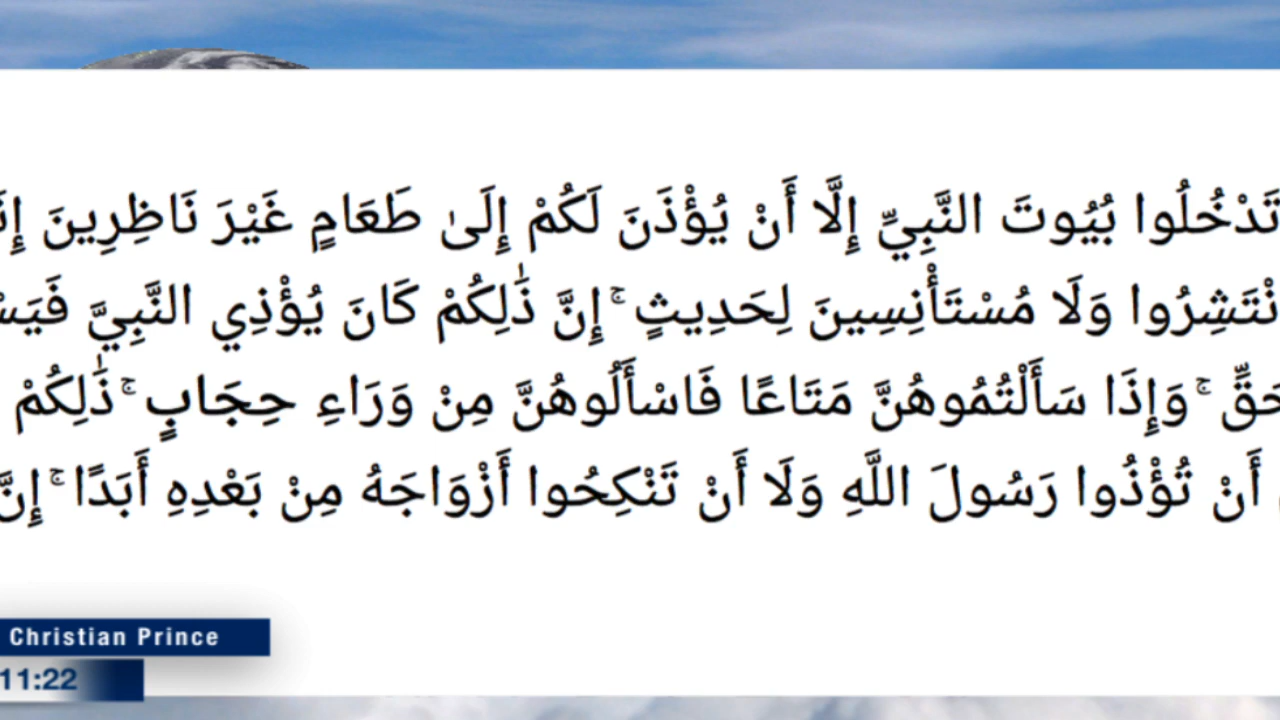 تَدْخُلُوا بُيُوتَ النَّبِيِّ إِلَّا أَنْ يُؤْذَنَ لَكُمْ إِلَىٰ طَعَامٍ غَيْرَ نَاظِرِينَ
نْتَشِرُوا وَلَا مُسْتَأْنِسِينَ لِحَدِيثٍ ۚ إِنَّ ذَٰلِكُمْ كَانَ يُؤْذِي النَّبِيَّ
حَقِّ ۚ وَإِذَا سَأَلْتُمُوهُنَّ مَتَاعًا فَاسْأَلُوهُنَّ مِنْ وَرَاءِ حِجَابٍ ۚ ذَٰلِكُمْ
أَنْ تُؤْذُوا رَسُولَ اللَّهِ وَلَا أَنْ تَنْكِحُوا أَزْوَاجَهُ مِنْ بَعْدِهِ أَبَدًا ۚ إِنَّ
Christian Prince
11:22